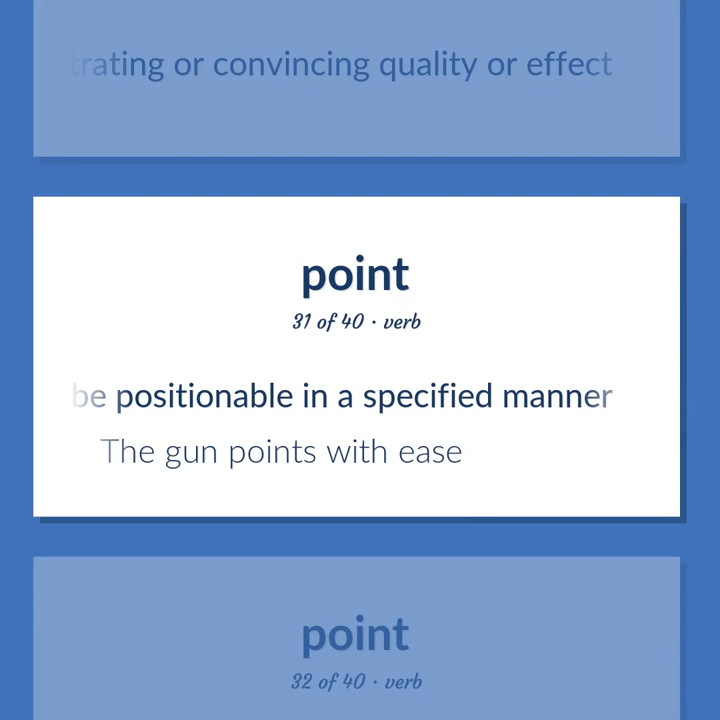 trating or convincing quality or effect
point
31 of 40 · verb
be positionable in a specified manner
The gun points with ease
point
32 of 40 · verb